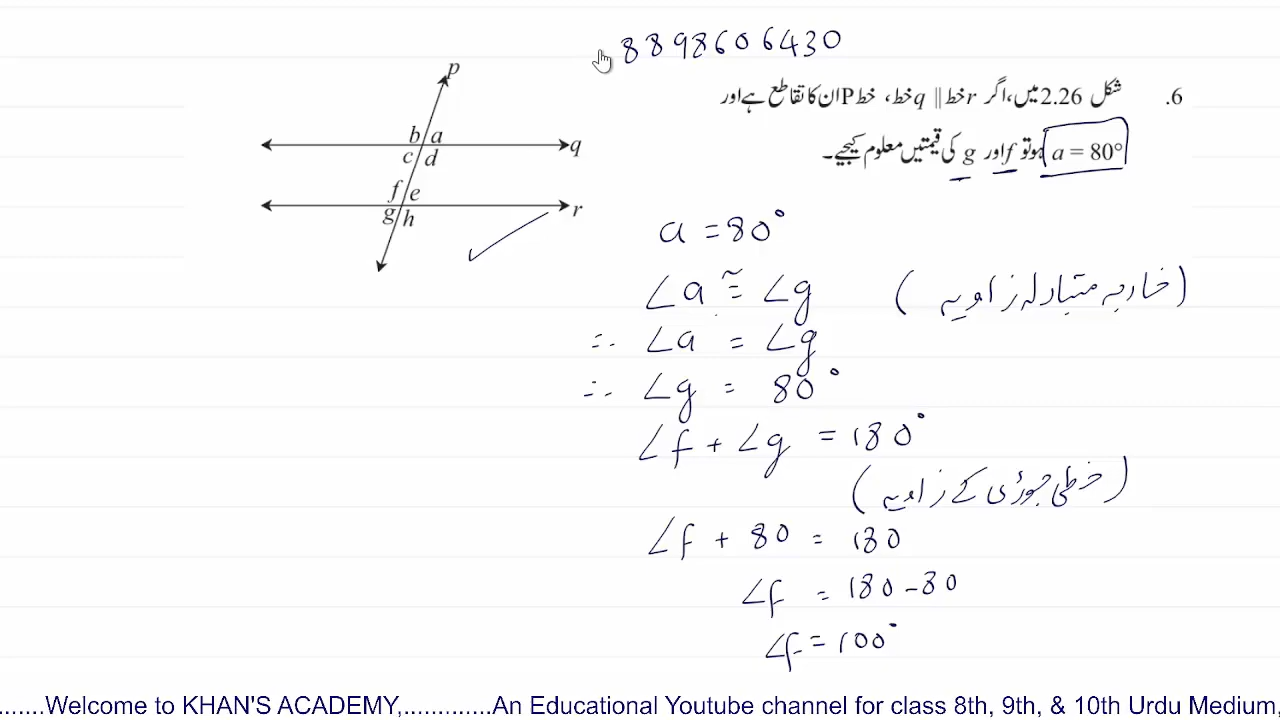 8898606430
6. شکل 2.26 میں، اگر r خط || q خط، خط P ان کا تقاطع ہے اور
a = 80° ہو تو f اور g کی قیمتیں معلوم کیجیے۔
p
b a
q
c d
f e
r
g h
a = 80°
∠a ≅ ∠g (خارجہ متبادلہ زاویے)
∴ ∠a = ∠g
∴ ∠g = 80°
∠f + ∠g = 180°
(خطی جوڑی کے زاویے)
∠f + 80 = 180
∠f = 180 - 80
∠f = 100°
.......Welcome to KHAN'S ACADEMY,.............An Educational Youtube channel for class 8th, 9th, & 10th Urdu Medium,